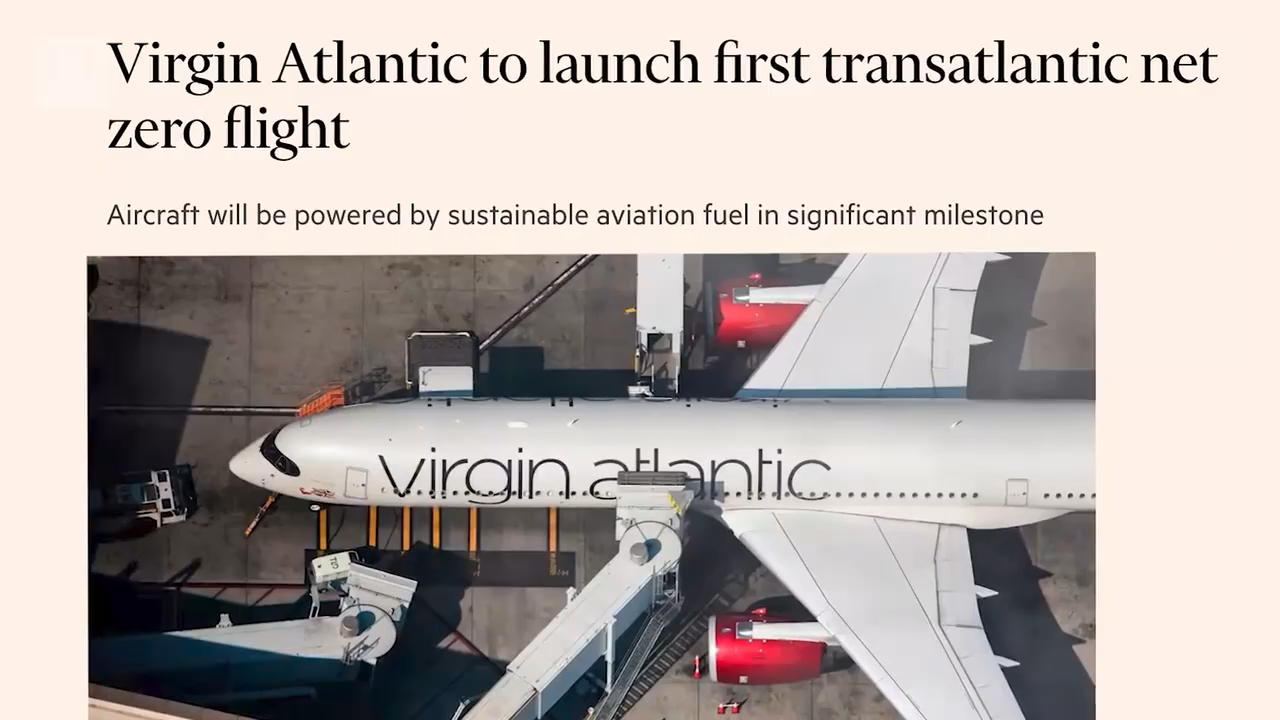 Virgin Atlantic to launch first transatlantic net
zero flight
Aircraft will be powered by sustainable aviation fuel in significant milestone
virgin atlantic